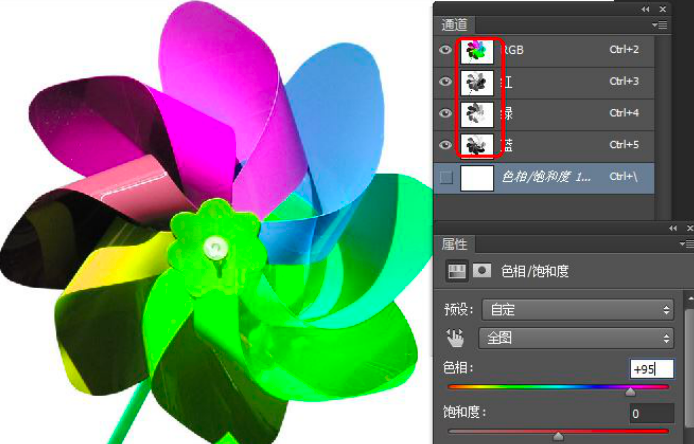 通道
RGB Ctrl+2
红 Ctrl+3
绿 Ctrl+4
蓝 Ctrl+5
色相/饱和度 1... Ctrl+\
属性
色相/饱和度
预设: 自定
全图
色相: +95
饱和度: 0